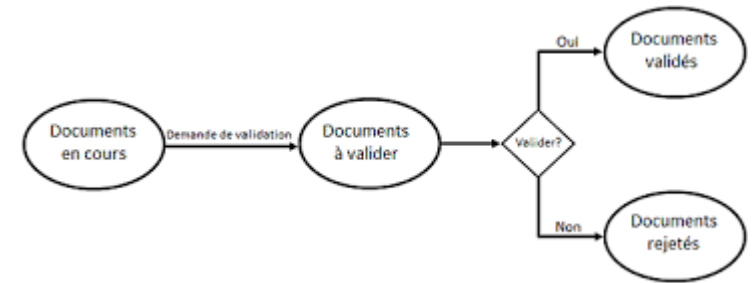 Documents
en cours
Demande de validation
Documents
à valider
Valider?
Oui
Documents
validés
Non
Documents
rejetés